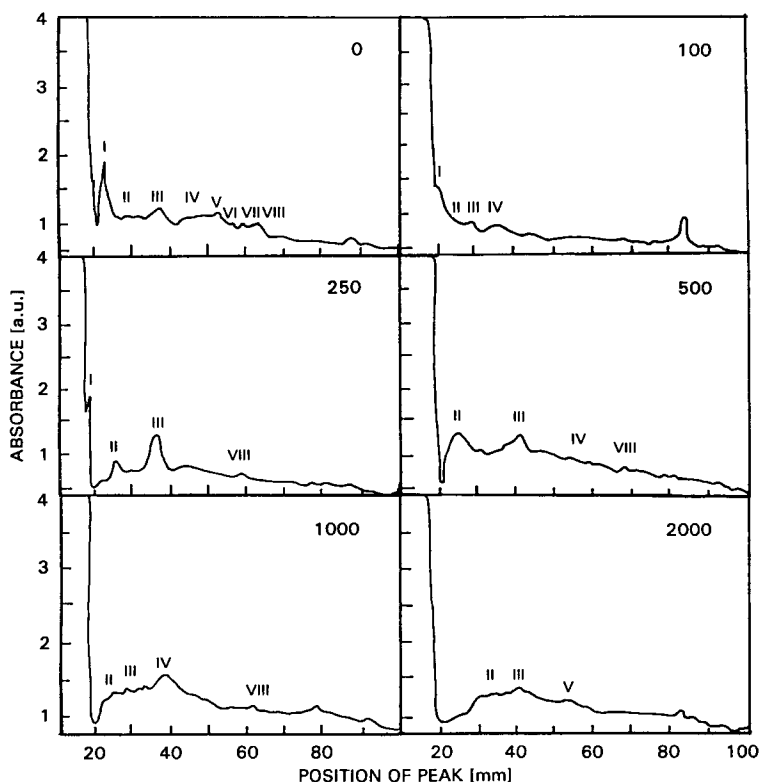 4
0
100
3
I
2
II III IV V
VI VII VIII
1
I
II III IV
4
250
500
3
I
2
III
II
VIII
1
II III
IV
VIII
1000
2000
3
2
II III IV
VIII
1
II III
V
20 40 60 80
20 40 60 80 100
ABSORBANCE [a.u.]
POSITION OF PEAK [mm]